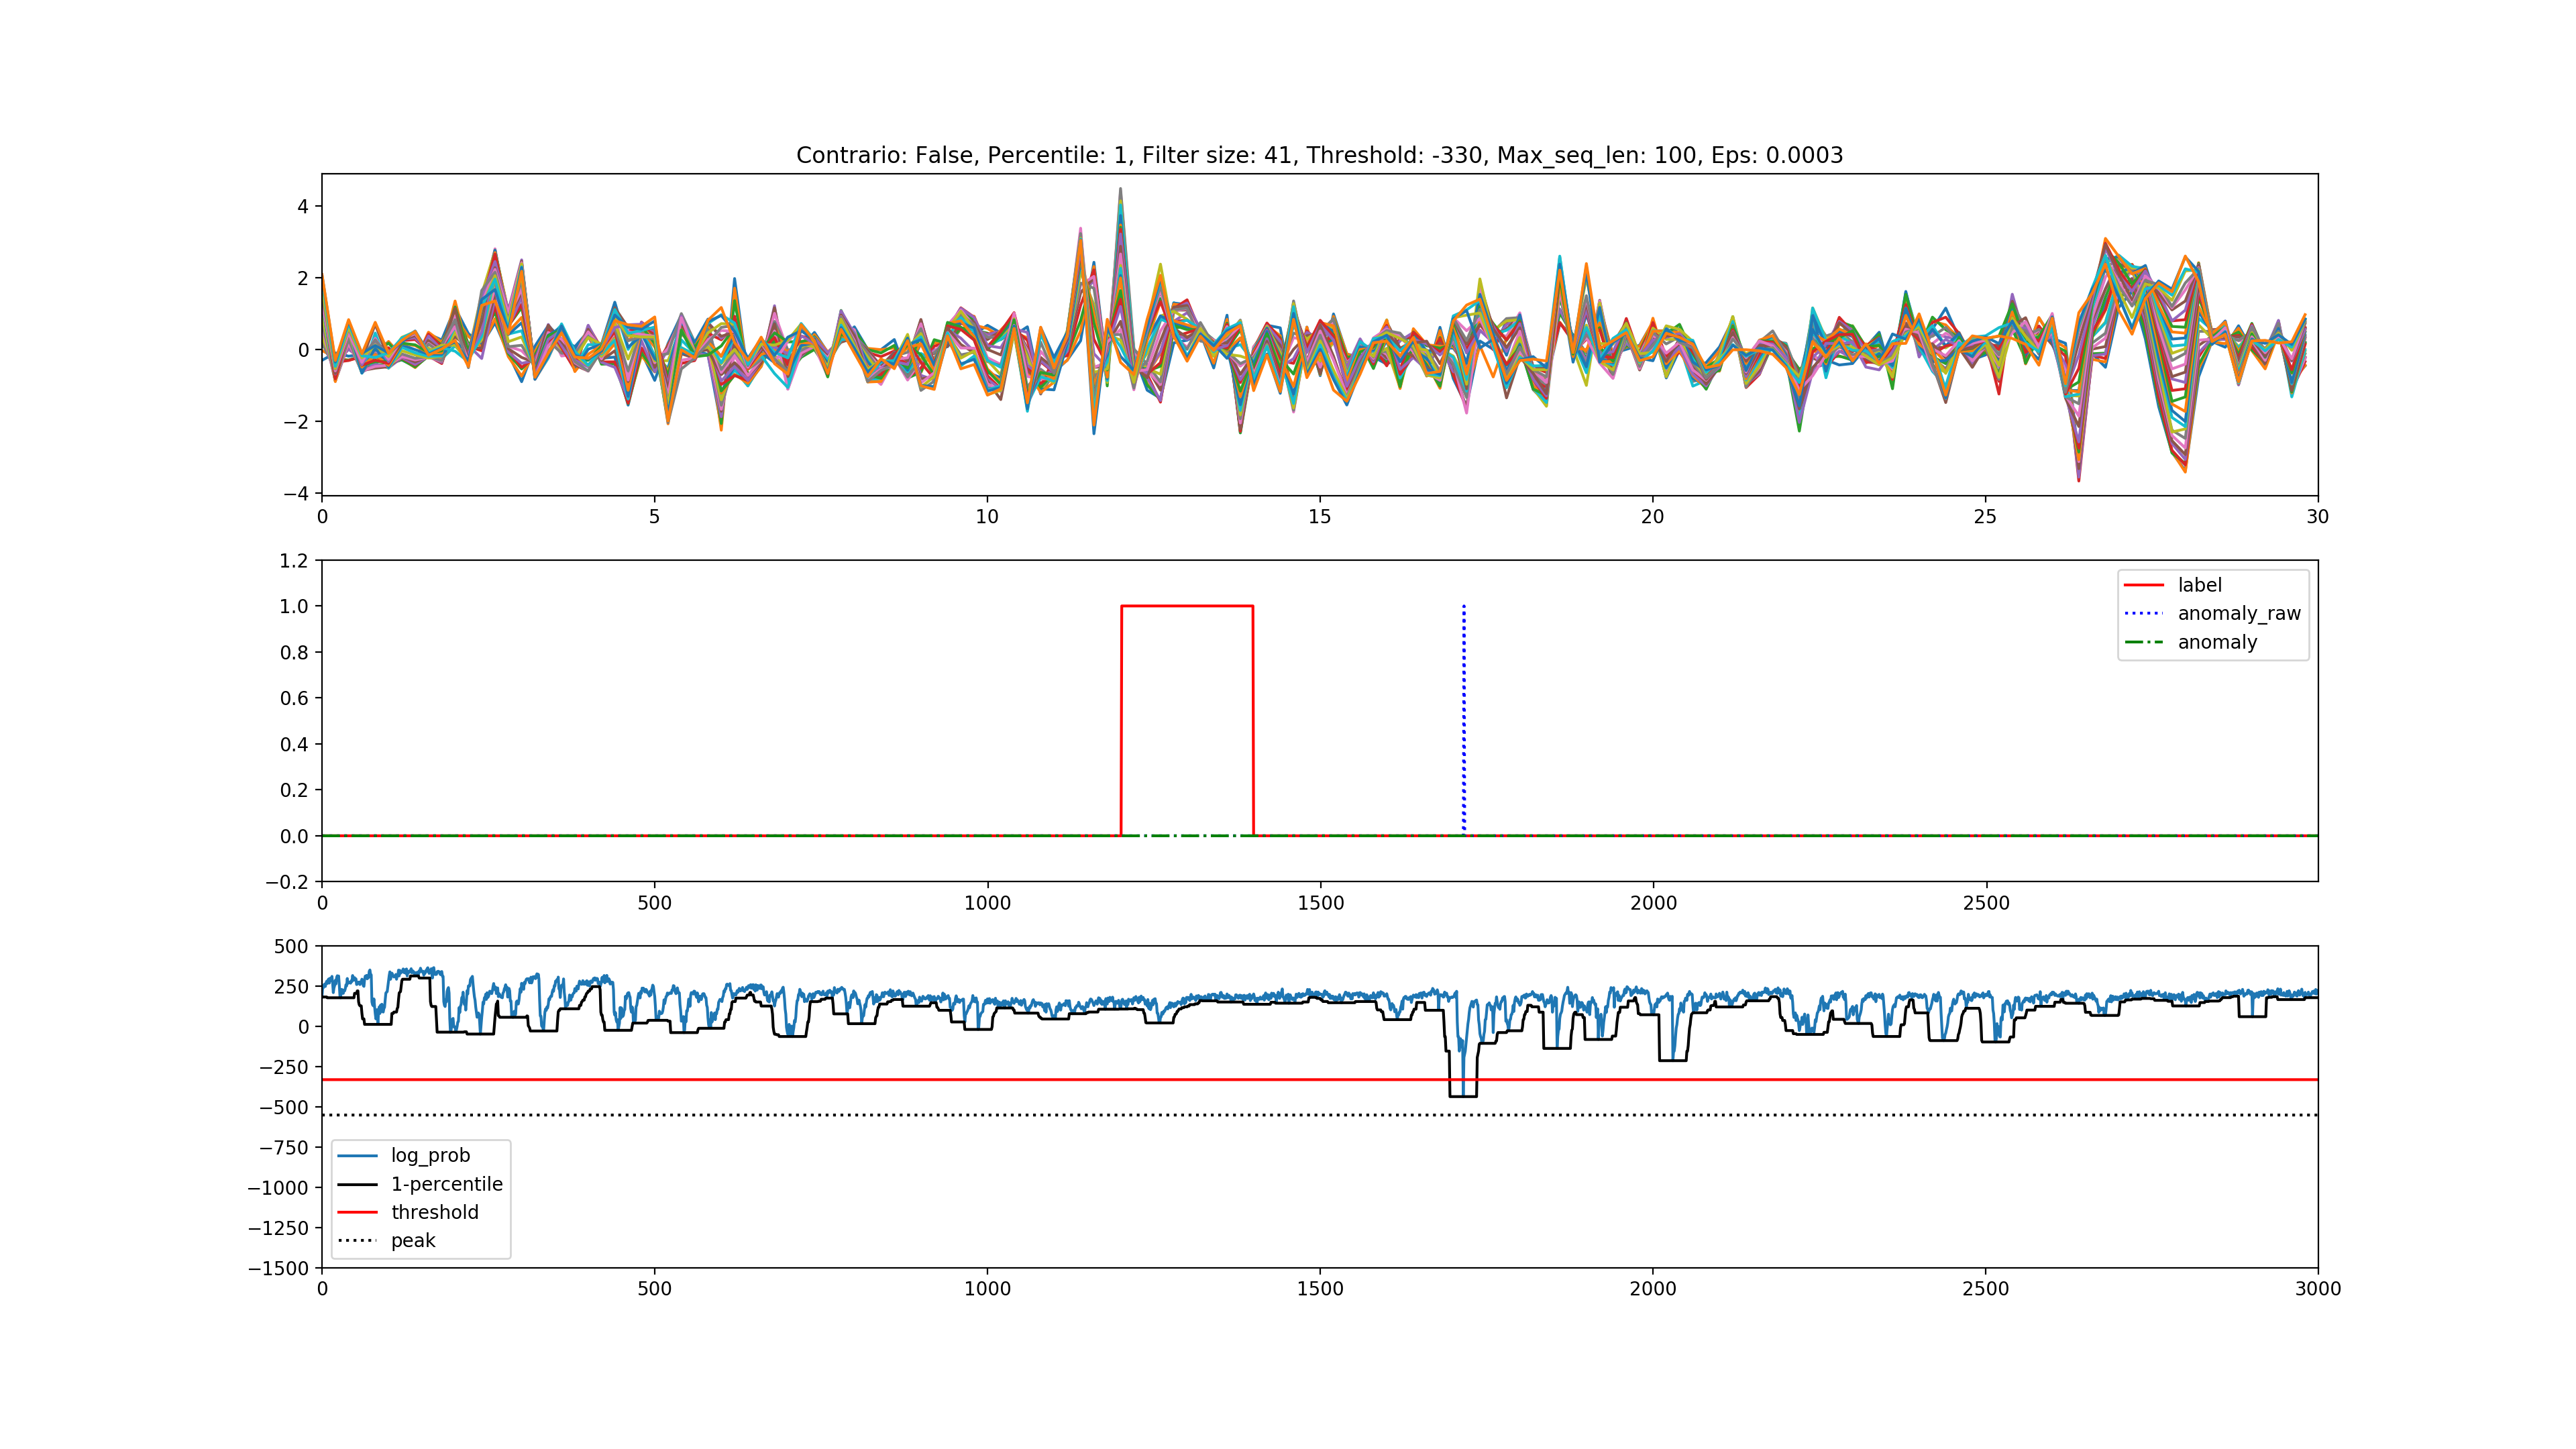 Contrario: False, Percentile: 1, Filter size: 41, Threshold: -330, Max_seq_len: 100, Eps: 0.0003
4
2
0
−2
−4
0 5 10 15 20 25 30
1.2
1.0
0.8
0.6
0.4
0.2
0.0
−0.2
label
anomaly_raw
anomaly
0 500 1000 1500 2000 2500
500
250
0
−250
−500
−750
−1000
−1250
−1500
log_prob
1-percentile
threshold
peak
0 500 1000 1500 2000 2500 3000